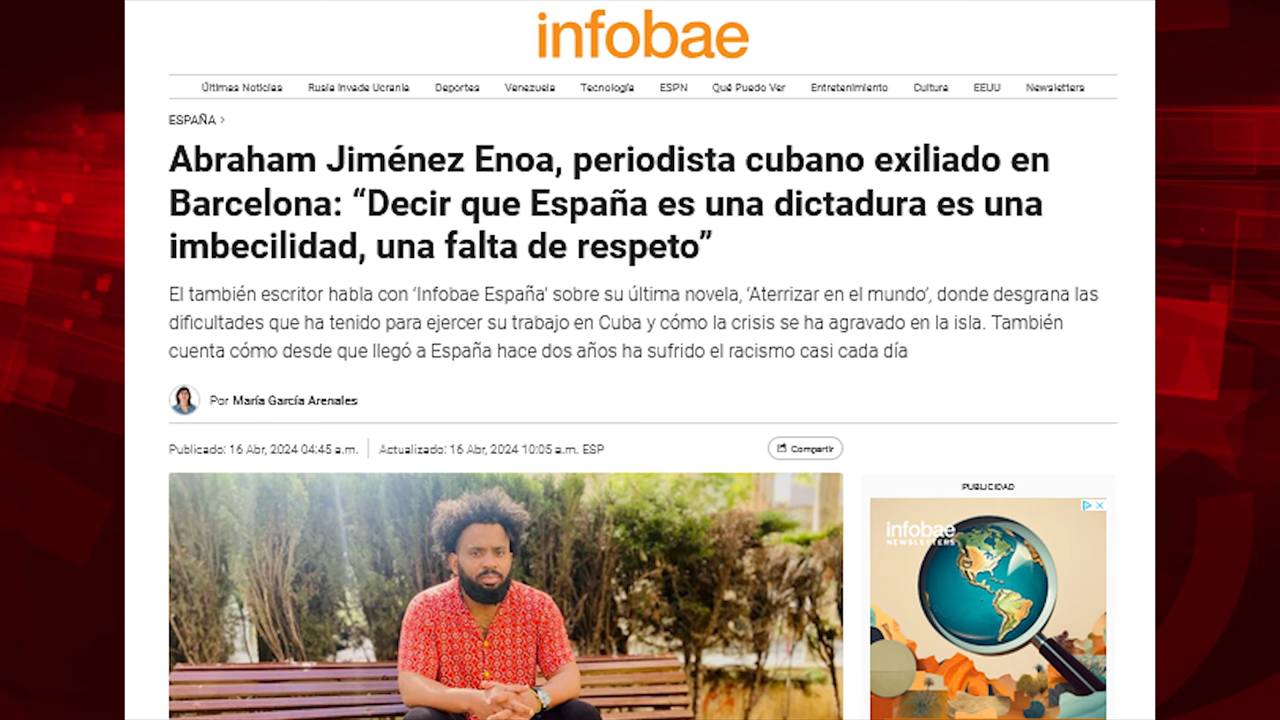 infobae
Últimas Noticias Rusia Invade Ucrania Deportes Venezuela Tecnología ESPN Qué Puedo Ver Entretenimiento Cultura EEUU Newsletters
ESPAÑA >
Abraham Jiménez Enoa, periodista cubano exiliado en
Barcelona: “Decir que España es una dictadura es una
imbecilidad, una falta de respeto”
El también escritor habla con ‘Infobae España’ sobre su última novela, ‘Aterrizar en el mundo’, donde desgrana las
dificultades que ha tenido para ejercer su trabajo en Cuba y cómo la crisis se ha agravado en la isla. También
cuenta cómo desde que llegó a España hace dos años ha sufrido el racismo casi cada día
Por María García Arenales
Publicado: 16 Abr, 2024 04:45 a.m. Actualizado: 16 Abr, 2024 10:05 a.m. ESP
Compartir
PUBLICIDAD
infobae
NEWSLETTERS